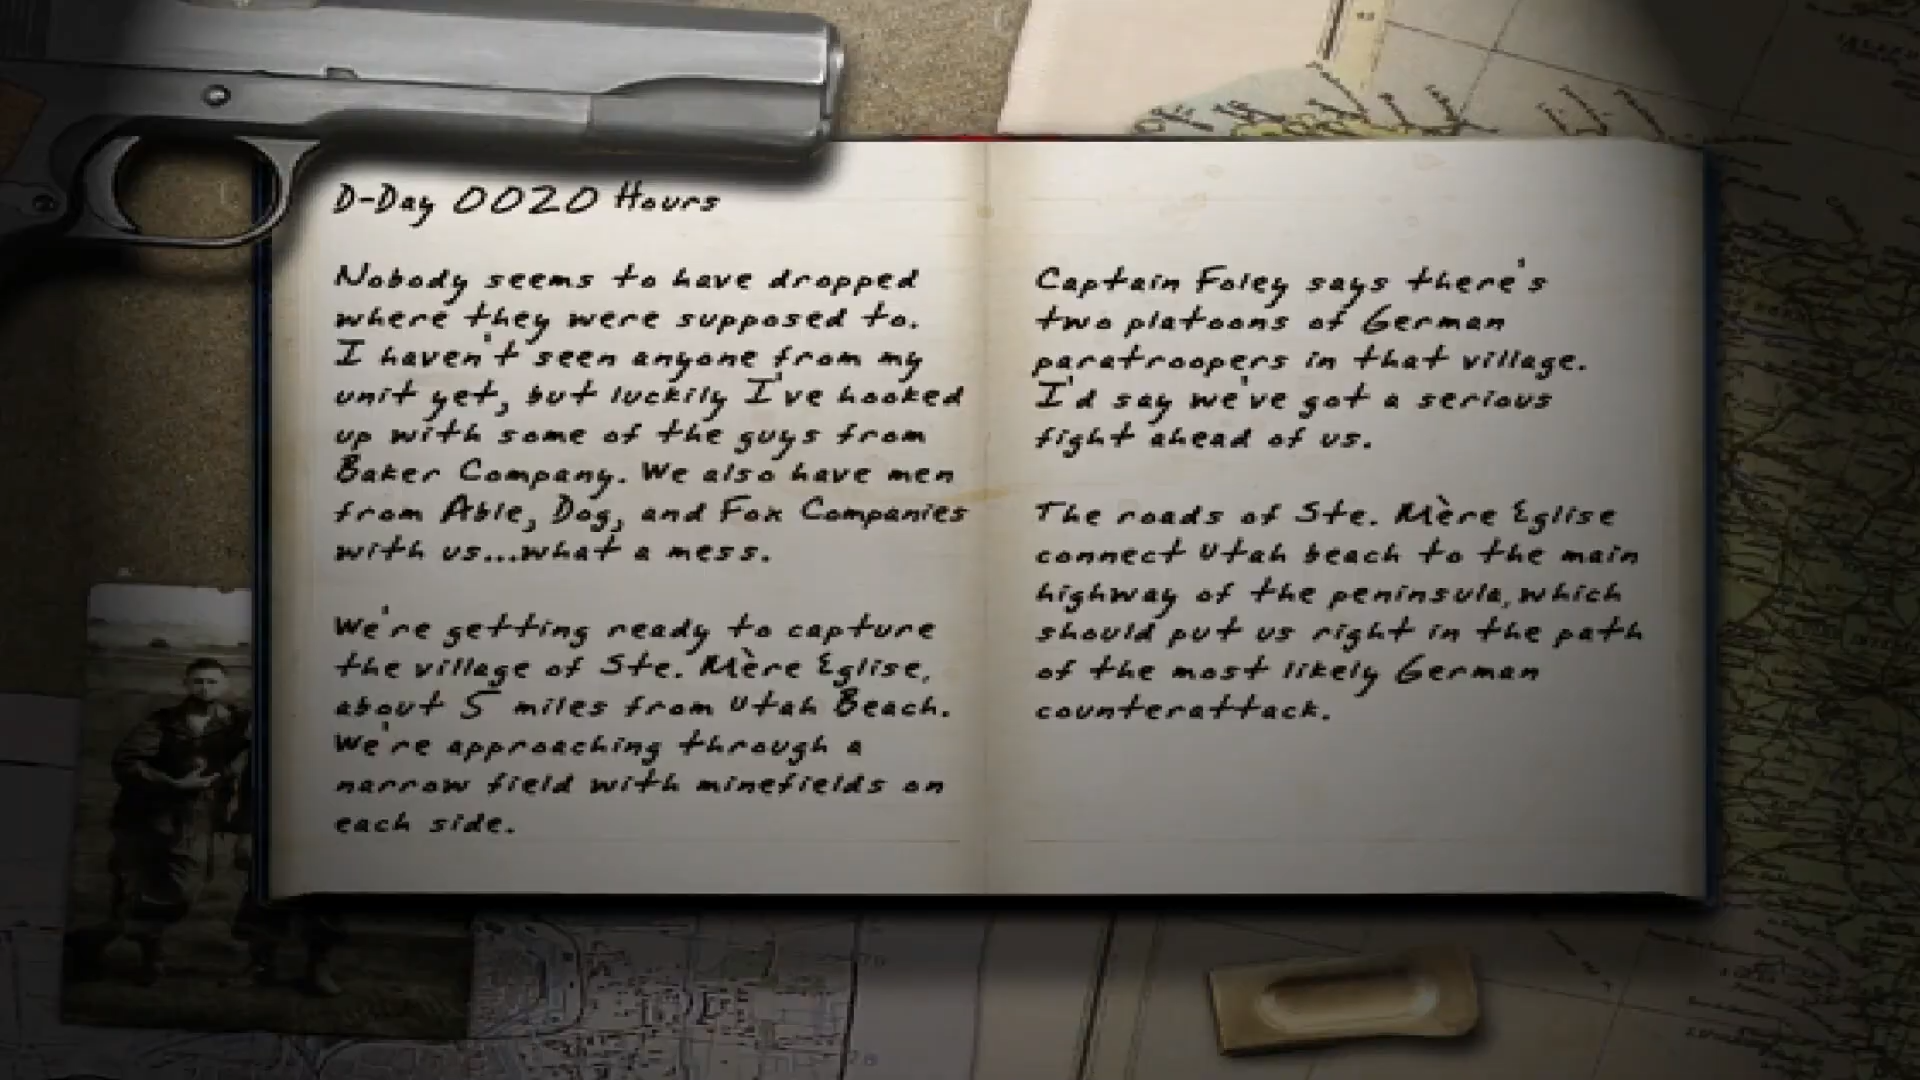 D-Day 0020 Hours
Nobody seems to have dropped
where they were supposed to.
I haven't seen anyone from my
unit yet, but luckily I've hooked
up with some of the guys from
Baker Company. We also have men
from Able, Dog, and Fox Companies
with us...what a mess.
We're getting ready to capture
the village of Ste. Mère Eglise,
about 5 miles from Utah Beach.
We're approaching through a
narrow field with minefields on
each side.
Captain Foley says there's
two platoons of German
paratroopers in that village.
I'd say we've got a serious
fight ahead of us.
The roads of Ste. Mère Eglise
connect Utah beach to the main
highway of the peninsula, which
should put us right in the path
of the most likely German
counterattack.